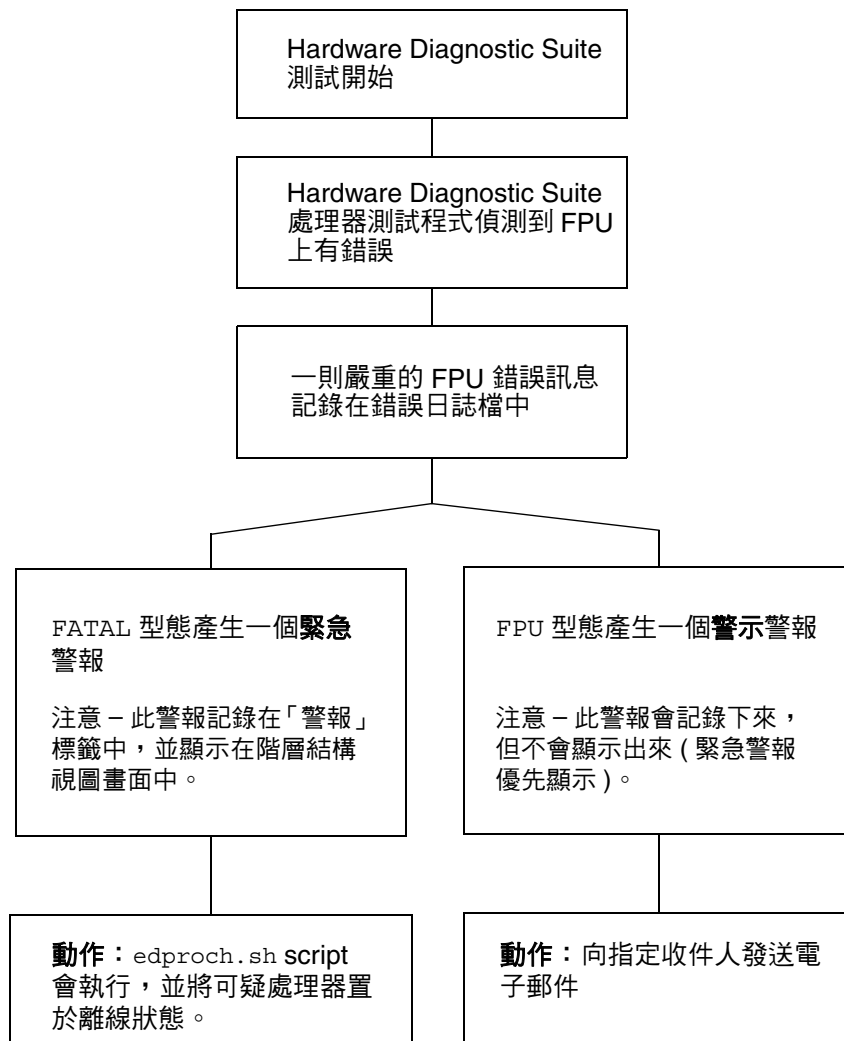 Hardware Diagnostic Suite
測試開始
Hardware Diagnostic Suite
處理器測試程式偵測到 FPU
上有錯誤
一則嚴重的 FPU 錯誤訊息
記錄在錯誤日誌檔中
FATAL 型態產生一個緊急
警報
注意 – 此警報記錄在「警報」
標籤中，並顯示在階層結構
視圖畫面中。
FPU 型態產生一個警示警報
注意 – 此警報會記錄下來，
但不會顯示出來 ( 緊急警報
優先顯示 )。
動作：edproch.sh script
會執行，並將可疑處理器置
於離線狀態。
動作：向指定收件人發送電
子郵件